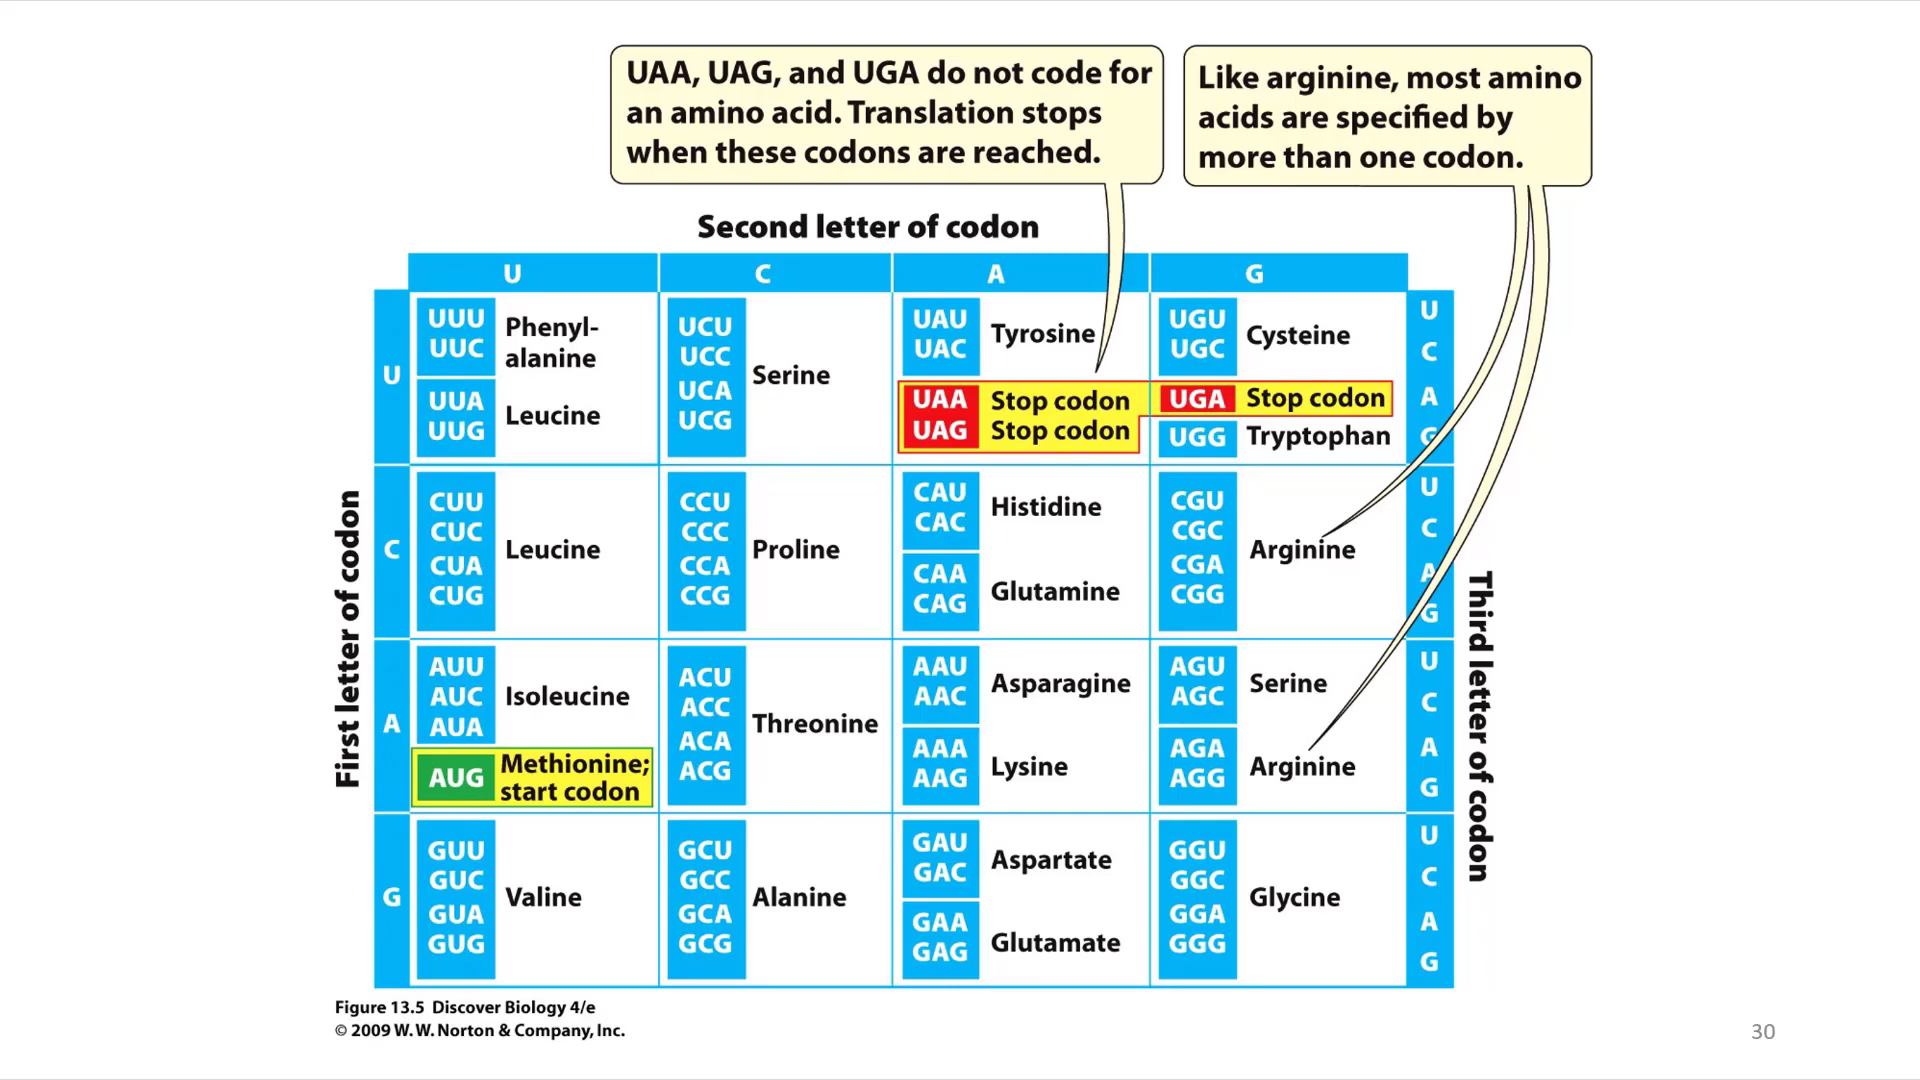 UAA, UAG, and UGA do not code for
an amino acid. Translation stops
when these codons are reached.
Like arginine, most amino
acids are specified by
more than one codon.
Second letter of codon
U C A G
First letter of codon
U
UUU
UUC
Phenyl-
alanine
UUA
UUG
Leucine
UCU
UCC
UCA
UCG
Serine
UAU
UAC
Tyrosine
UAA Stop codon
UAG Stop codon
UGU
UGC
Cysteine
UGA Stop codon
UGG Tryptophan
U
C
A
G
C
CUU
CUC
CUA
CUG
Leucine
CCU
CCC
CCA
CCG
Proline
CAU
CAC
Histidine
CAA
CAG
Glutamine
CGU
CGC
CGA
CGG
Arginine
U
C
A
G
A
AUU
AUC
AUA
Isoleucine
AUG
Methionine;
start codon
ACU
ACC
ACA
ACG
Threonine
AAU
AAC
Asparagine
AAA
AAG
Lysine
AGU
AGC
Serine
AGA
AGG
Arginine
U
C
A
G
G
GUU
GUC
GUA
GUG
Valine
GCU
GCC
GCA
GCG
Alanine
GAU
GAC
Aspartate
GAA
GAG
Glutamate
GGU
GGC
GGA
GGG
Glycine
U
C
A
G
Third letter of codon
Figure 13.5 Discover Biology 4/e
© 2009 W. W. Norton & Company, Inc.
30